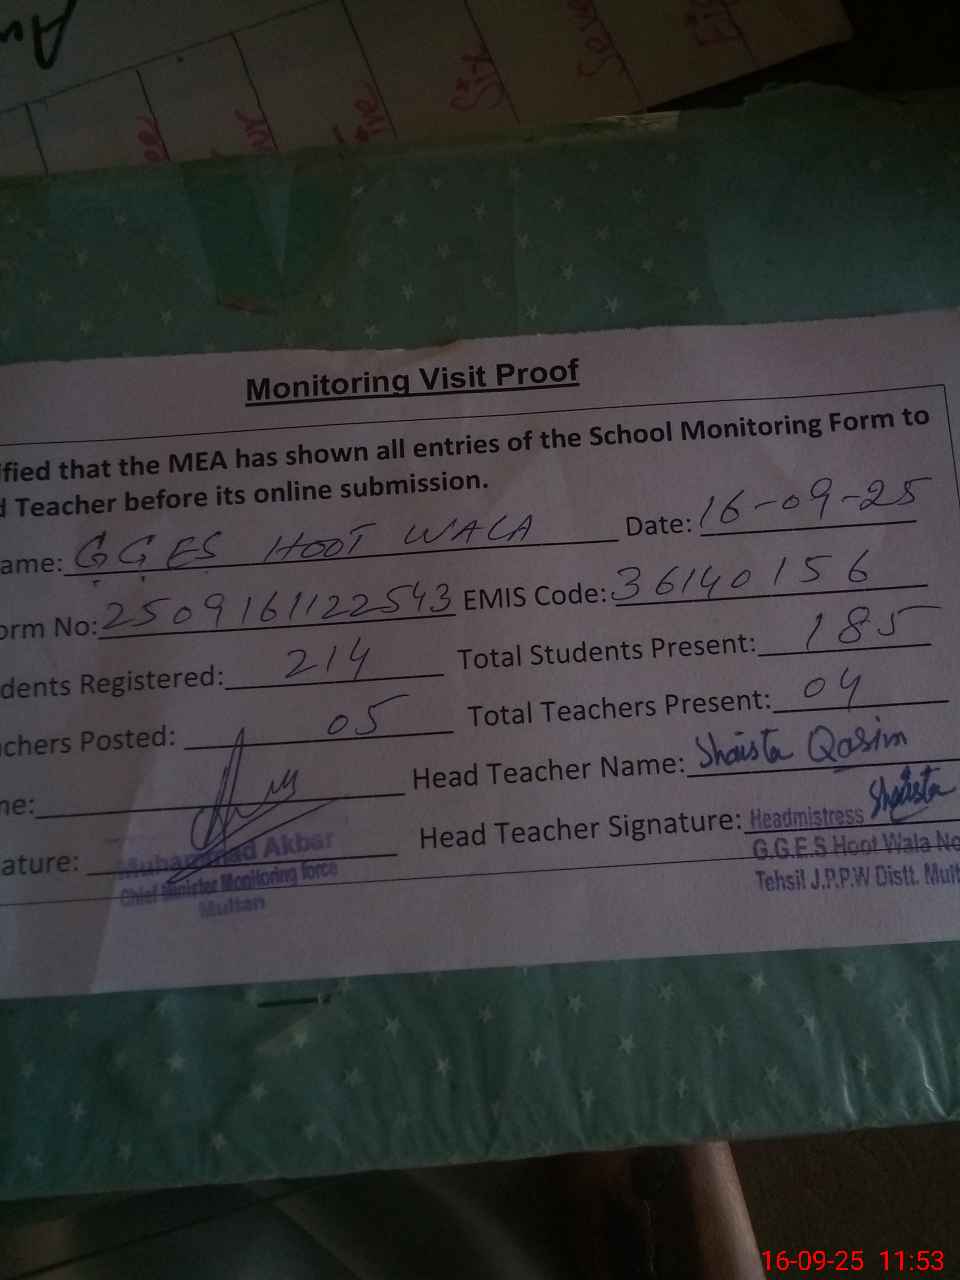 Six
Monitoring Visit Proof
ified that the MEA has shown all entries of the School Monitoring Form to
d Teacher before its online submission.
ame: GGES HOOT WALA Date: 16-09-25
orm No: 2509161122543 EMIS Code: 36140156
dents Registered: 214 Total Students Present: 185
chers Posted: 05 Total Teachers Present: 04
ne: Head Teacher Name: Shaista Qasim
ature: Head Teacher Signature: Shaista
Muhammad Akbar
Chief Minister Monitoring force
Multan
Headmistress
G.G.E.S Hoot Wala No
Tehsil J.P.P.W Distt. Mult
16-09-25 11:53